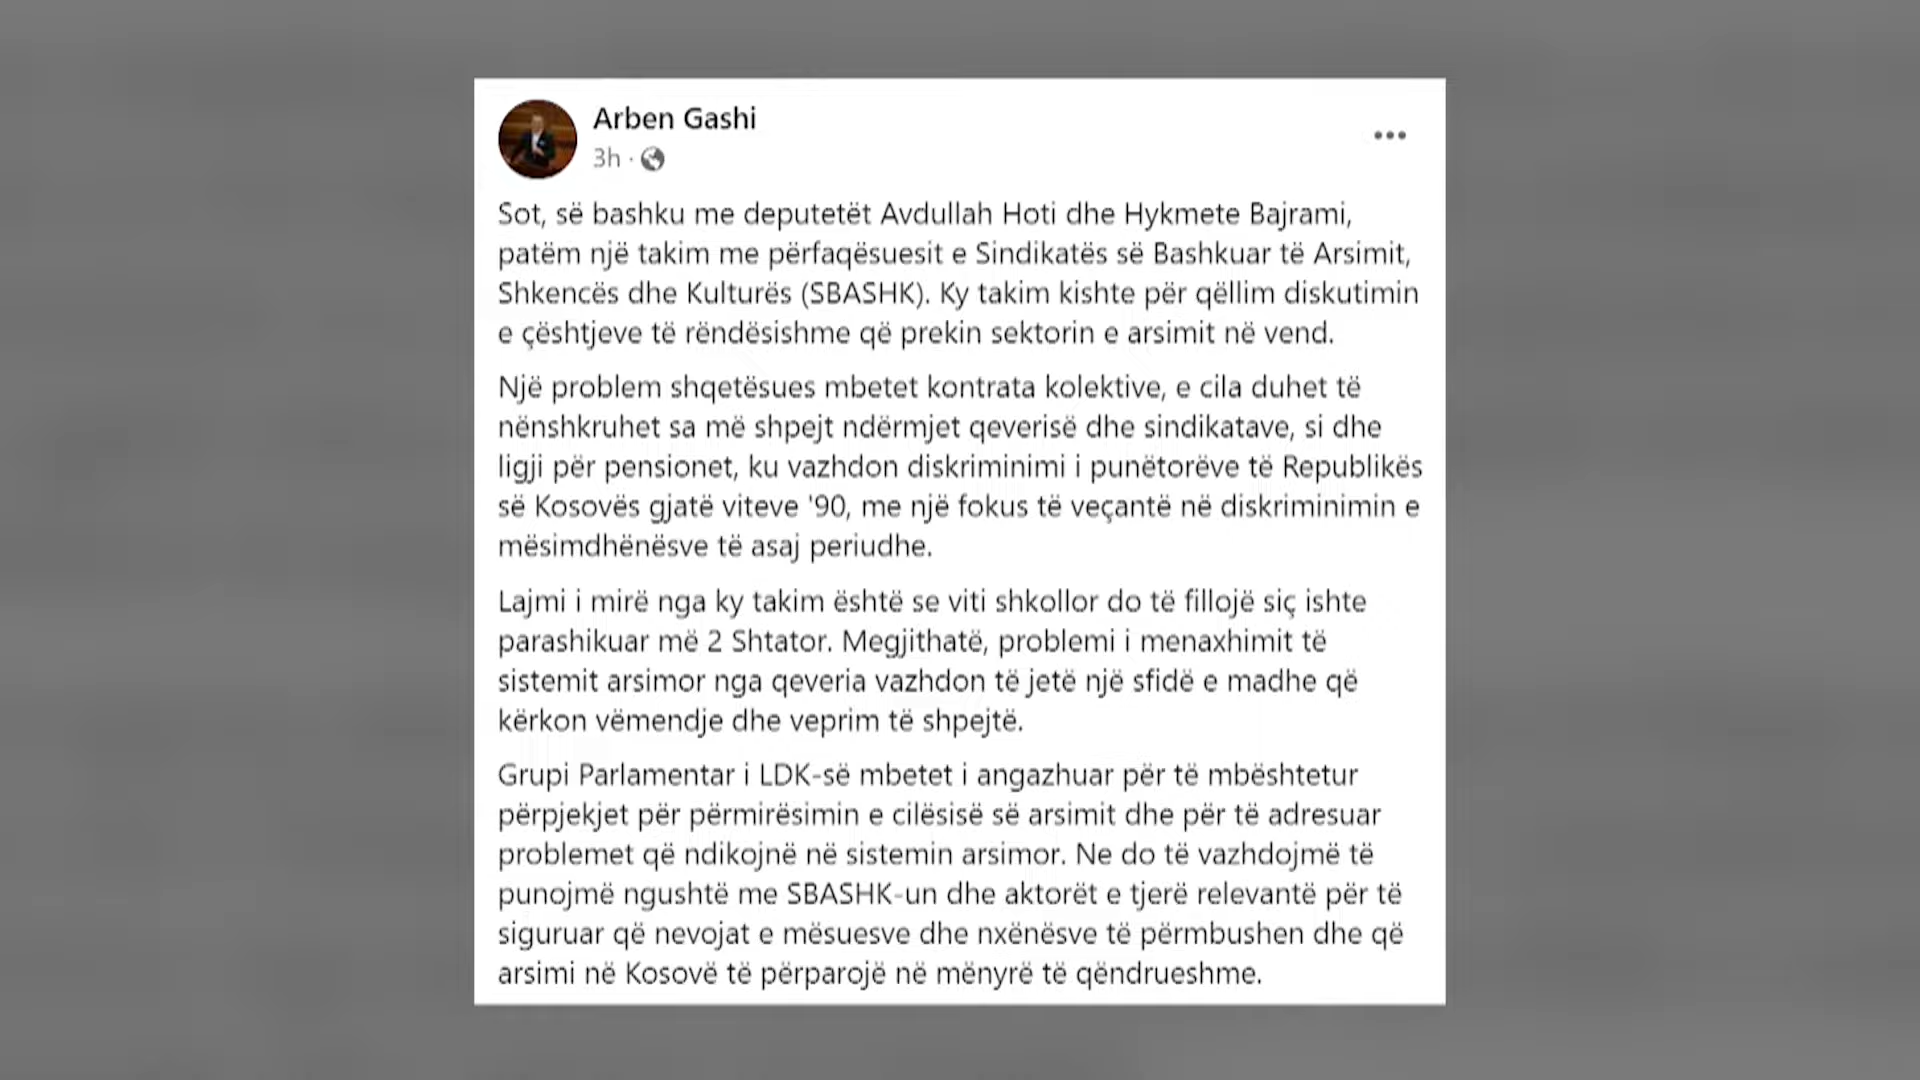 Arben Gashi
3h ·
Sot, së bashku me deputetët Avdullah Hoti dhe Hykmete Bajrami,
patëm një takim me përfaqësuesit e Sindikatës së Bashkuar të Arsimit,
Shkencës dhe Kulturës (SBASHK). Ky takim kishte për qëllim diskutimin
e çështjeve të rëndësishme që prekin sektorin e arsimit në vend.
Një problem shqetësues mbetet kontrata kolektive, e cila duhet të
nënshkruhet sa më shpejt ndërmjet qeverisë dhe sindikatave, si dhe
ligji për pensionet, ku vazhdon diskriminimi i punëtorëve të Republikës
së Kosovës gjatë viteve '90, me një fokus të veçantë në diskriminimin e
mësimdhënësve të asaj periudhe.
Lajmi i mirë nga ky takim është se viti shkollor do të fillojë siç ishte
parashikuar më 2 Shtator. Megjithatë, problemi i menaxhimit të
sistemit arsimor nga qeveria vazhdon të jetë një sfidë e madhe që
kërkon vëmendje dhe veprim të shpejtë.
Grupi Parlamentar i LDK-së mbetet i angazhuar për të mbështetur
përpjekjet për përmirësimin e cilësisë së arsimit dhe për të adresuar
problemet që ndikojnë në sistemin arsimor. Ne do të vazhdojmë të
punojmë ngushtë me SBASHK-un dhe aktorët e tjerë relevantë për të
siguruar që nevojat e mësuesve dhe nxënësve të përmbushen dhe që
arsimi në Kosovë të përparojë në mënyrë të qëndrueshme.